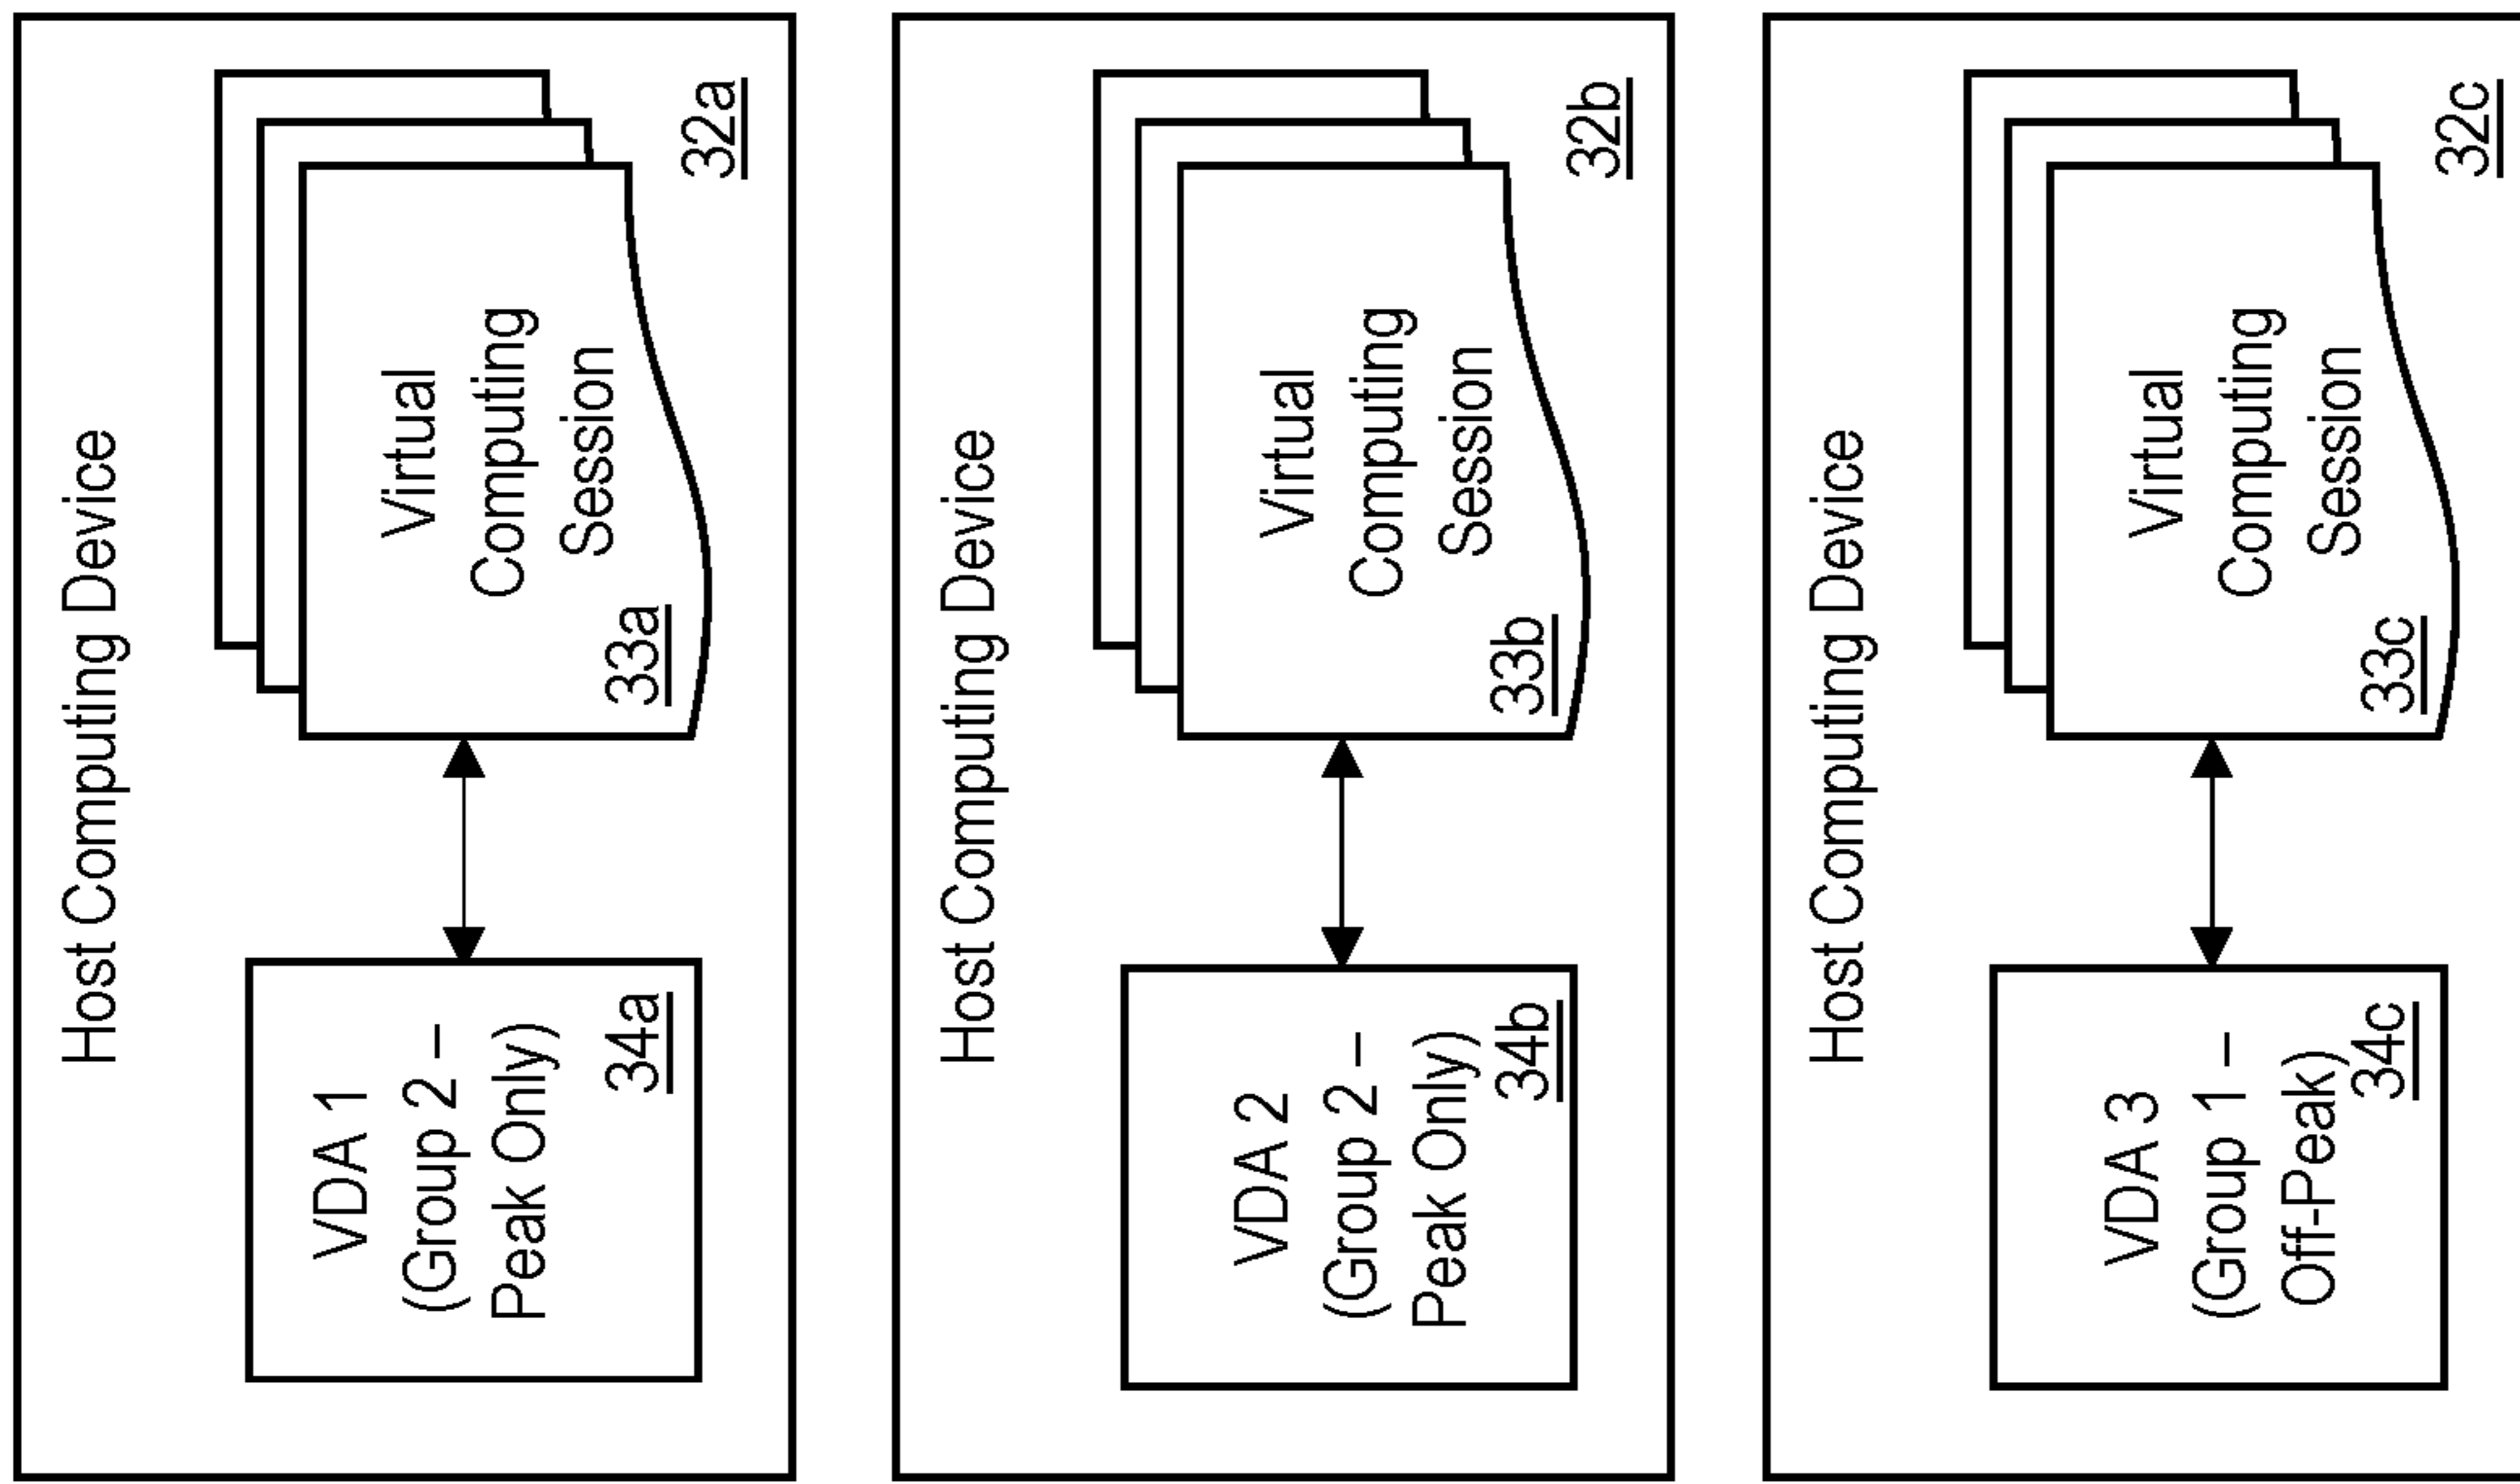 Host Computing Device
VDA 1
(Group 2 –
Peak Only)
34a
Virtual
Computing
Session
33a
32a
Host Computing Device
VDA 2
(Group 2 –
Peak Only)
34b
Virtual
Computing
Session
33b
32b
Host Computing Device
VDA 3
(Group 1 –
Off-Peak)
34c
Virtual
Computing
Session
33c
32c